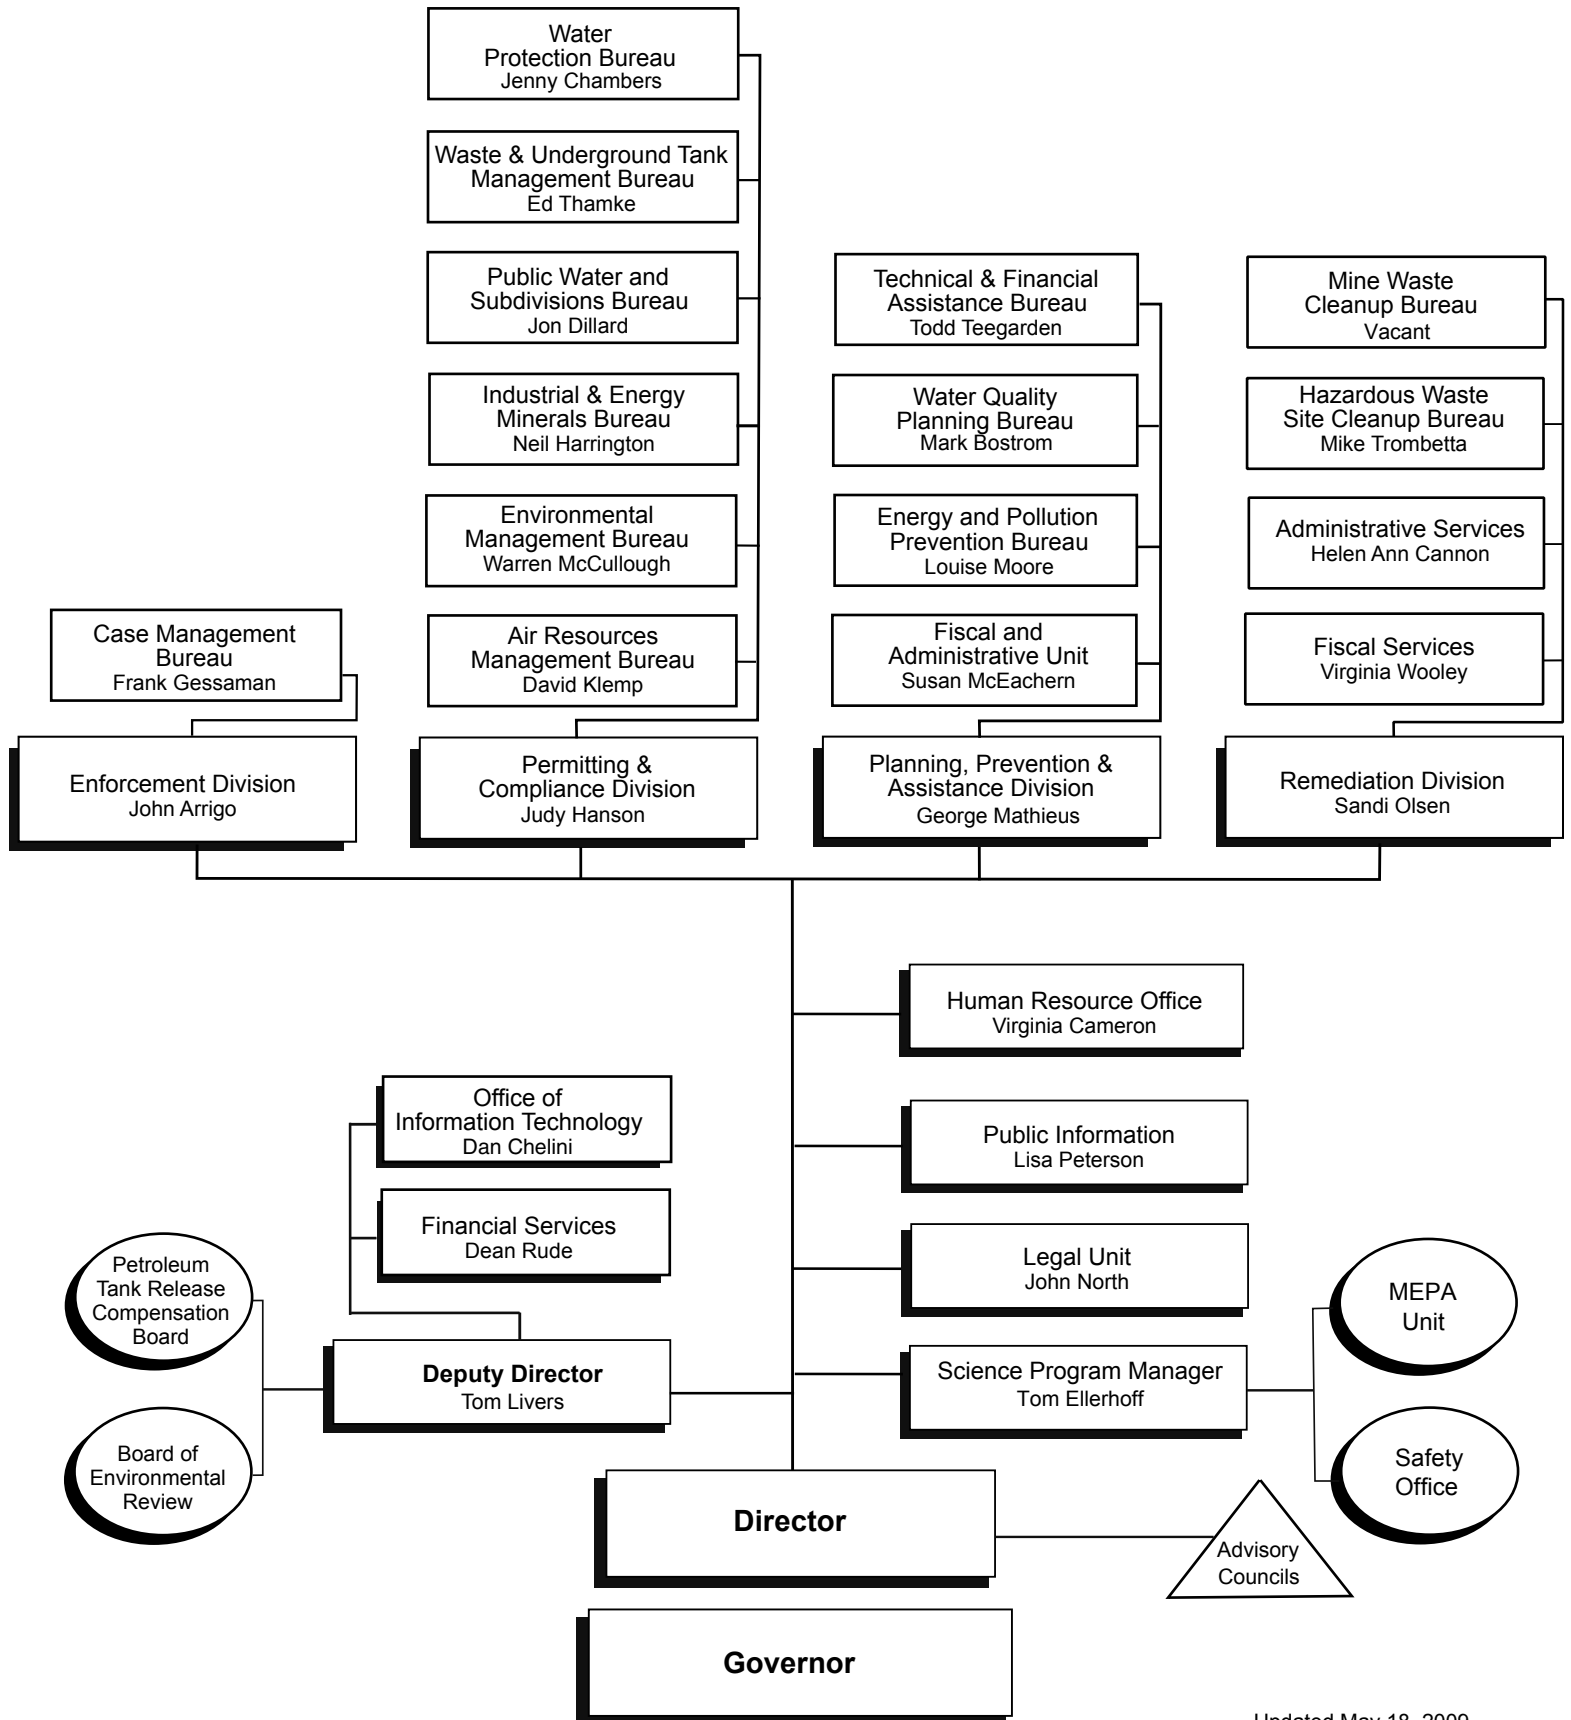 Water
Protection Bureau
Jenny Chambers
Waste & Underground Tank
Management Bureau
Ed Thamke
Public Water and
Subdivisions Bureau
Jon Dillard
Technical & Financial
Assistance Bureau
Todd Teegarden
Mine Waste
Cleanup Bureau
Vacant
Industrial & Energy
Minerals Bureau
Neil Harrington
Water Quality
Planning Bureau
Mark Bostrom
Hazardous Waste
Site Cleanup Bureau
Mike Trombetta
Environmental
Management Bureau
Warren McCullough
Energy and Pollution
Prevention Bureau
Louise Moore
Administrative Services
Helen Ann Cannon
Case Management
Bureau
Frank Gessaman
Air Resources
Management Bureau
David Klemp
Fiscal and
Administrative Unit
Susan McEachern
Fiscal Services
Virginia Wooley
Enforcement Division
John Arrigo
Permitting &
Compliance Division
Judy Hanson
Planning, Prevention &
Assistance Division
George Mathieus
Remediation Division
Sandi Olsen
Human Resource Office
Virginia Cameron
Office of
Information Technology
Dan Chelini
Public Information
Lisa Peterson
Financial Services
Dean Rude
Legal Unit
John North
Petroleum
Tank Release
Compensation
Board
MEPA
Unit
Deputy Director
Tom Livers
Science Program Manager
Tom Ellerhoff
Board of
Environmental
Review
Safety
Office
Director
Advisory
Councils
Governor
Updated May 18, 2009